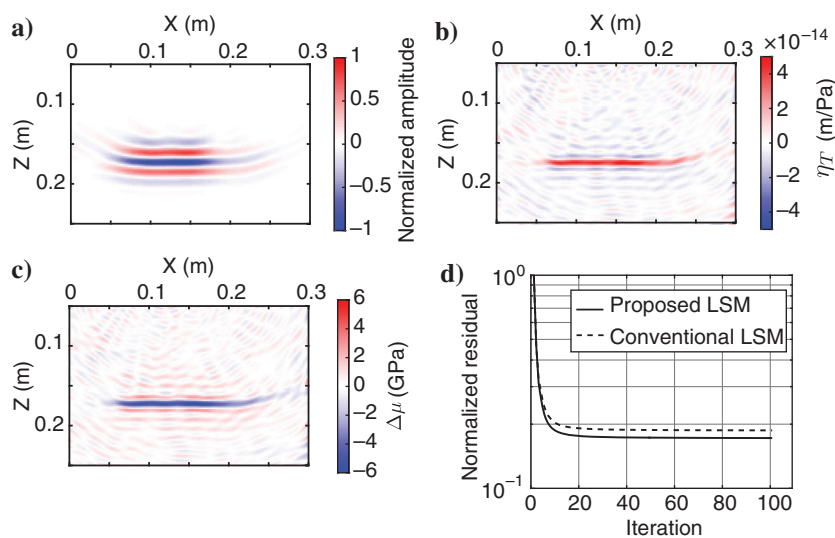 a)
X (m)
0 0.1 0.2 0.3
0.1
0.2
Z (m)
1
0.5
0
−0.5
−1
Normalized amplitude
b)
X (m)
0 0.1 0.2 0.3
0.1
0.2
Z (m)
×10⁻¹⁴
4
2
0
−2
−4
η_T (m/Pa)
c)
X (m)
0 0.1 0.2 0.3
0.1
0.2
Z (m)
6
4
2
0
−2
−4
−6
Δμ (GPa)
d)
10⁰
10⁻¹
Normalized residual
Proposed LSM
Conventional LSM
0 20 40 60 80 100
Iteration